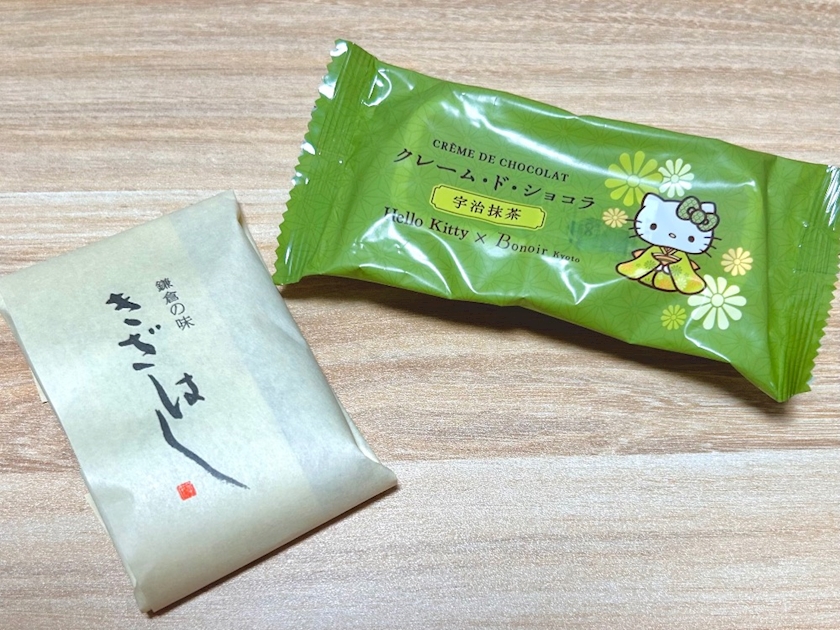 鎌倉の味
きざはし
CRÈME DE CHOCOLAT
クレーム・ド・ショコラ
宇治抹茶
Hello Kitty × Bonoir Kyoto